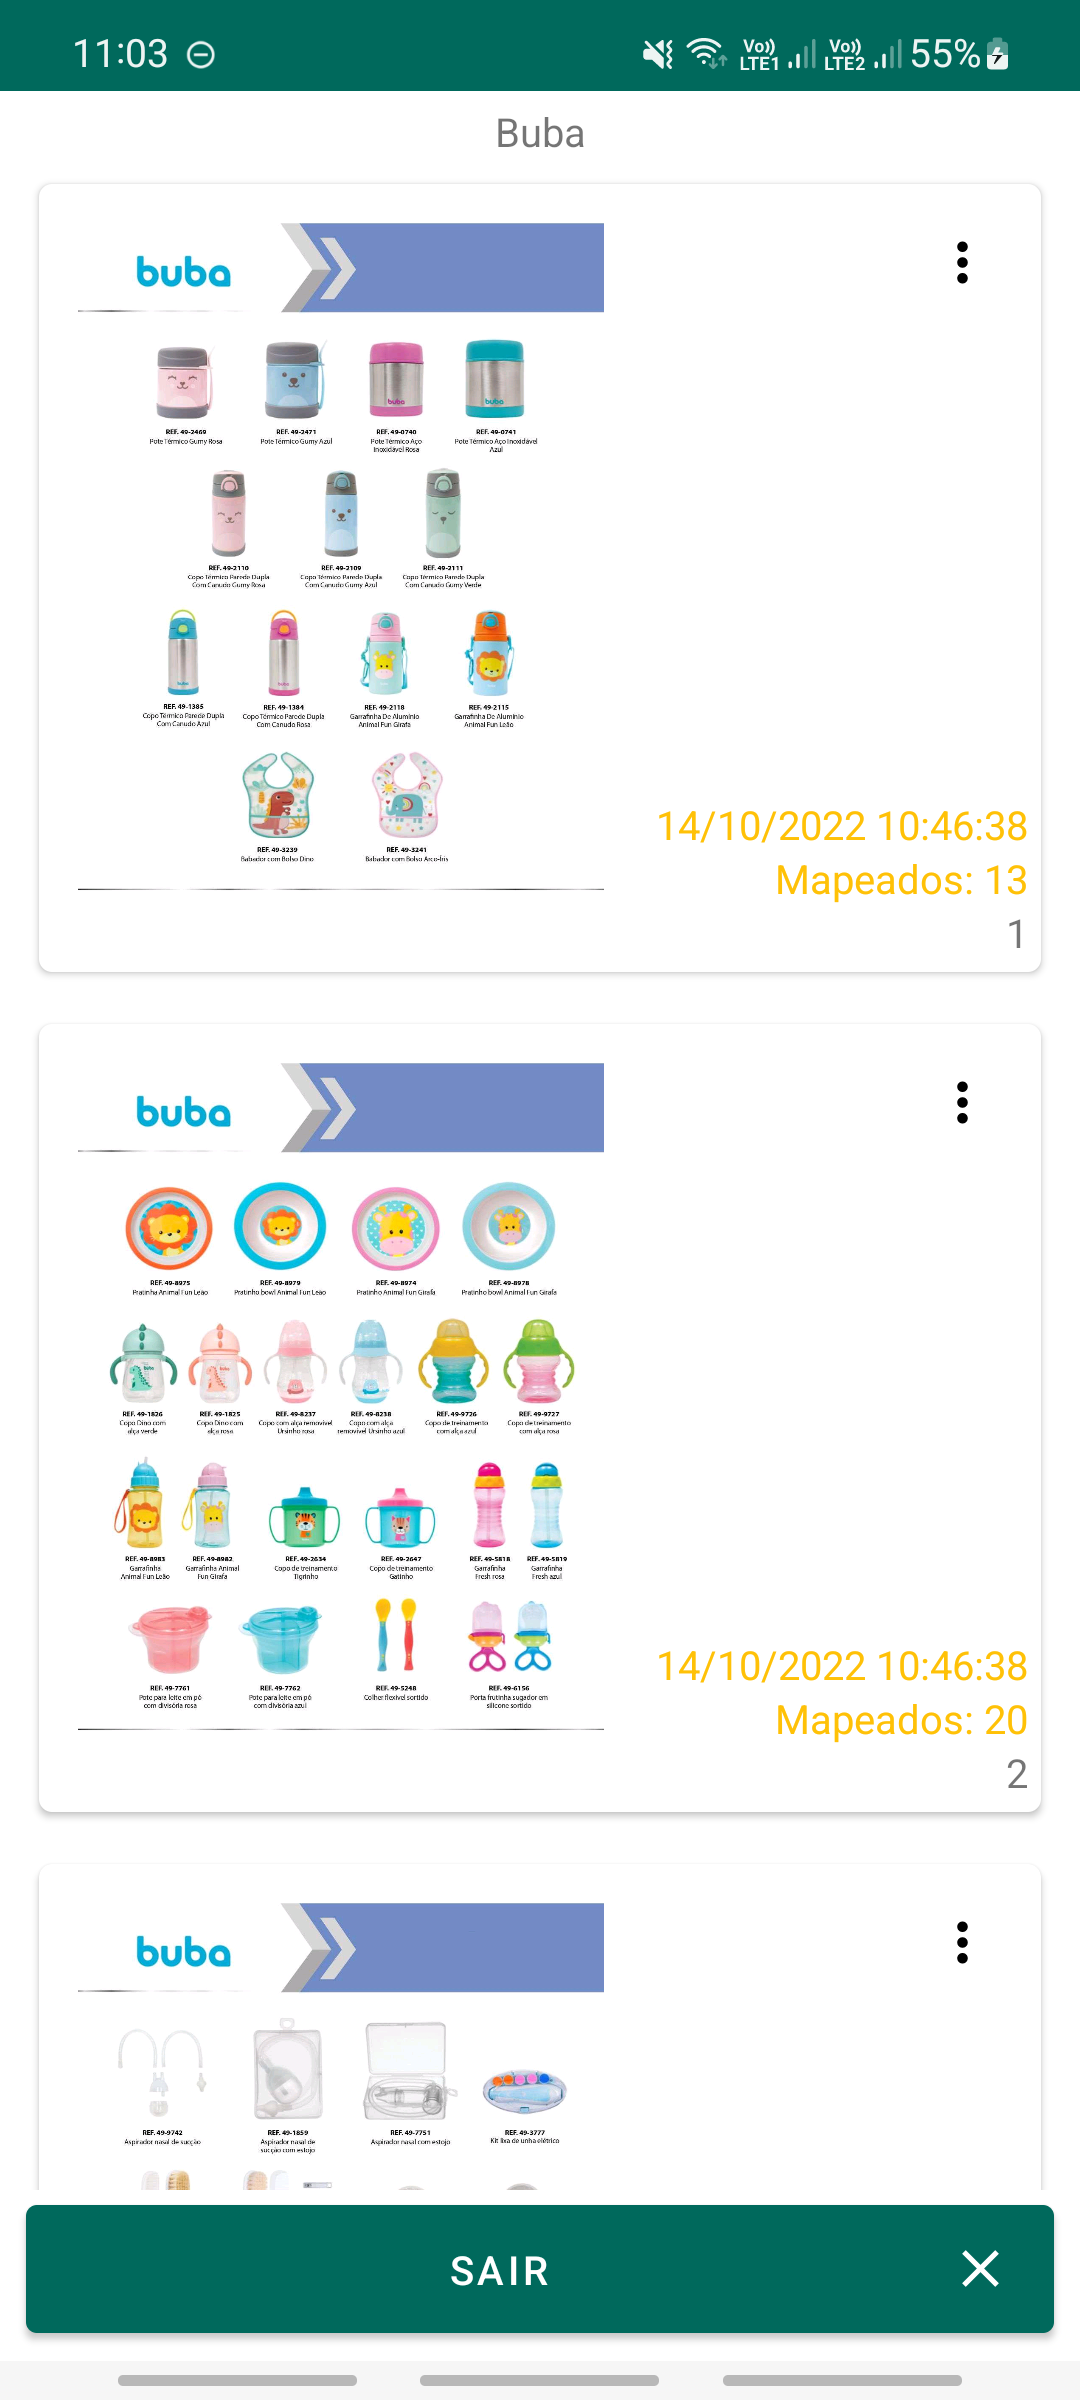 11:03
Vo)) LTE1 Vo)) LTE2 55%
Buba
buba
REF. 49-2469 REF. 49-2471 REF. 49-0740 REF. 49-0741
Pote Térmico Gumy Rosa Pote Térmico Gumy Azul Pote Térmico Aço Pote Térmico Aço Inoxidável
Inoxidável Rosa Azul
REF. 49-2110 REF. 49-2109 REF. 49-2111
Copo Térmico Parede Dupla Copo Térmico Parede Dupla Copo Térmico Parede Dupla
Com Canudo Gumy Rosa Com Canudo Gumy Azul Com Canudo Gumy Verde
REF. 49-1385 REF. 49-1384 REF. 49-2118 REF. 49-2115
Copo Térmico Parede Dupla Copo Térmico Parede Dupla Garrafinha De Alumínio Garrafinha De Alumínio
Com Canudo Azul Com Canudo Rosa Animal Fun Girafa Animal Fun Leão
REF. 49-3239 REF. 49-3241
Babador com Bolso Dino Babador com Bolso Arco-Íris
14/10/2022 10:46:38
Mapeados: 13
1
buba
REF. 49-8975 REF. 49-8979 REF. 49-8974 REF. 49-8978
Pratinho Animal Fun Leão Pratinho bowl Animal Fun Leão Pratinho Animal Fun Girafa Pratinho bowl Animal Fun Girafa
REF. 49-1826 REF. 49-1825 REF. 49-8237 REF. 49-8238 REF. 49-9726 REF. 49-9727
Copo Dino com Copo Dino com Copo com alça removível Copo com alça Copo de treinamento Copo de treinamento
alça verde alça rosa Ursinho rosa removível Ursinho azul com alça azul com alça rosa
REF. 49-8983 REF. 49-8982 REF. 49-2634 REF. 49-2647 REF. 49-5818 REF. 49-5819
Garrafinha Garrafinha Animal Copo de treinamento Copo de treinamento Garrafinha Garrafinha
Animal Fun Leão Fun Girafa Tigrinho Gatinho Fresh rosa Fresh azul
REF. 49-7761 REF. 49-7762 REF. 49-5248 REF. 49-6156
Pote para leite em pó Pote para leite em pó Colher flexível sortido Porta frutinha sugador em
com divisória rosa com divisória azul silicone sortido
14/10/2022 10:46:38
Mapeados: 20
2
buba
REF. 49-9742 REF. 49-1859 REF. 49-7751 REF. 49-3777
Aspirador nasal de sucção Aspirador nasal de Aspirador nasal com estojo Kit lixa de unha elétrico
sucção com estojo
SAIR